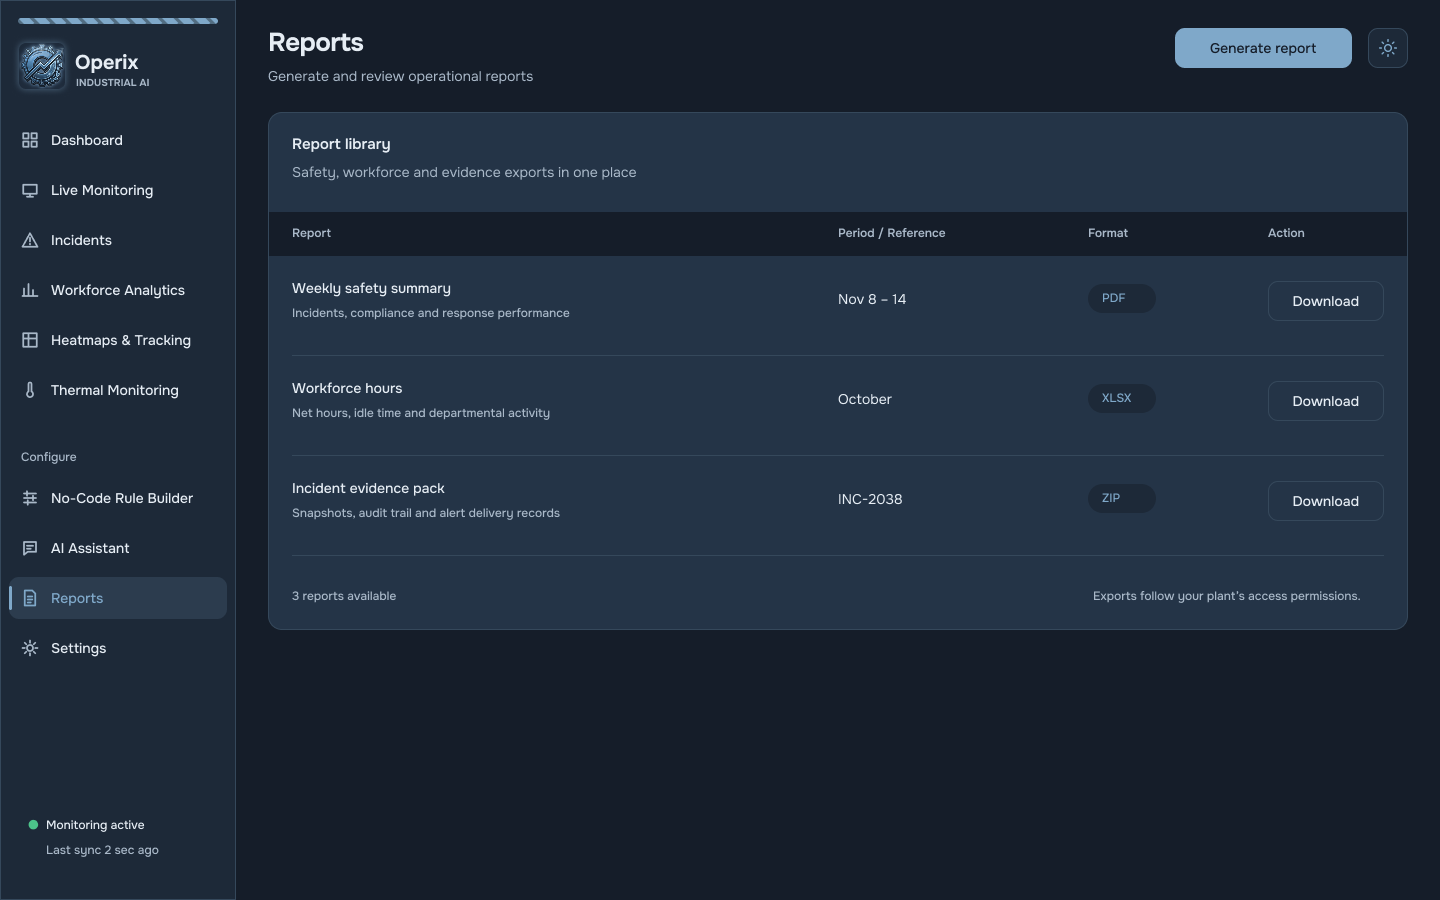 Operix
INDUSTRIAL AI
Dashboard
Live Monitoring
Incidents
Workforce Analytics
Heatmaps & Tracking
Thermal Monitoring
Configure
No-Code Rule Builder
AI Assistant
Reports
Settings
Monitoring active
Last sync 2 sec ago
Reports
Generate and review operational reports
Generate report
Report library
Safety, workforce and evidence exports in one place
Report Period / Reference Format Action
Weekly safety summary
Incidents, compliance and response performance
Nov 8 – 14
PDF
Download
Workforce hours
Net hours, idle time and departmental activity
October
XLSX
Download
Incident evidence pack
Snapshots, audit trail and alert delivery records
INC-2038
ZIP
Download
3 reports available
Exports follow your plant’s access permissions.